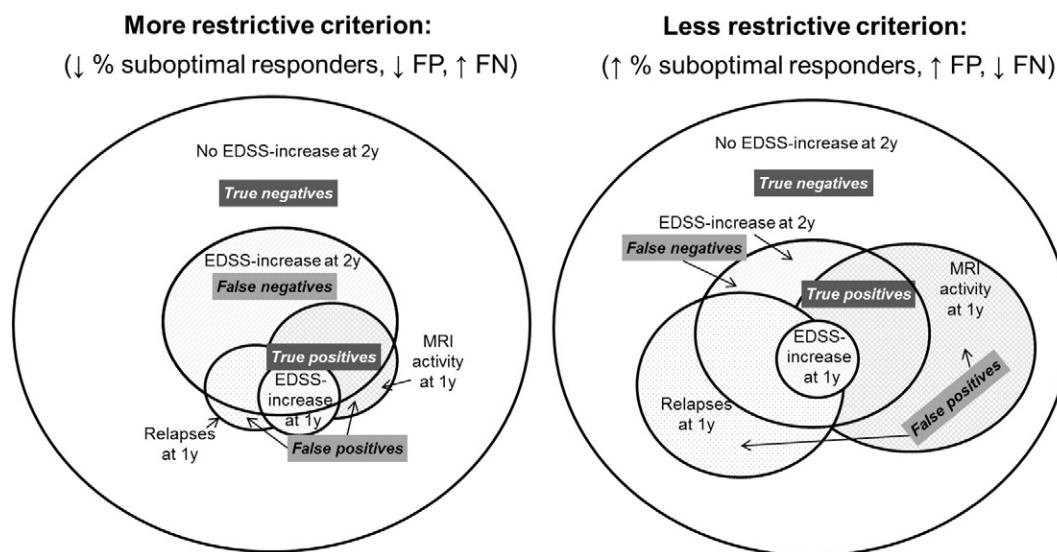 More restrictive criterion:
(↓ % suboptimal responders, ↓ FP, ↑ FN)
No EDSS-increase at 2y
True negatives
EDSS-increase at 2y
False negatives
True positives
MRI
activity
at 1y
EDSS-
increase
at 1y
Relapses
at 1y
False positives
Less restrictive criterion:
(↑ % suboptimal responders, ↑ FP, ↓ FN)
No EDSS-increase at 2y
True negatives
EDSS-increase at 2y
False negatives
MRI
activity
at 1y
True positives
EDSS-
increase
at 1y
Relapses
at 1y
False positives